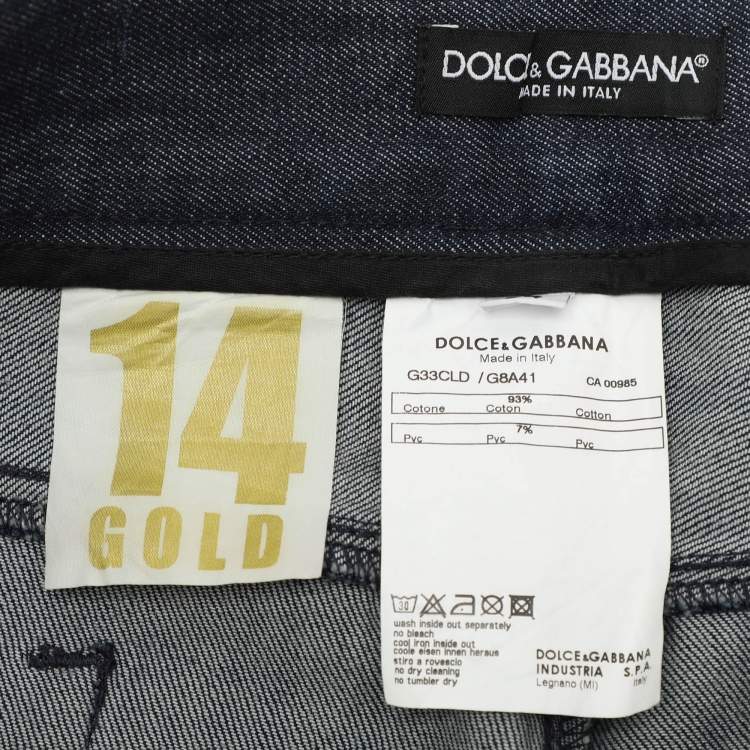 DOLCE & GABBANA®
MADE IN ITALY
14
GOLD
DOLCE & GABBANA
Made in Italy
G33CLD / G8A41 CA 00985
93%
Cotone Coton Cotton
7%
Pvc Pvc Pvc
30
wash inside out separately
no bleach
cool iron inside out
coole eisen innen heraus
stiro a rovescio
no dry cleaning
no tumbler dry
DOLCE & GABBANA
INDUSTRIA S.P.A.
Legnano (MI) Italy